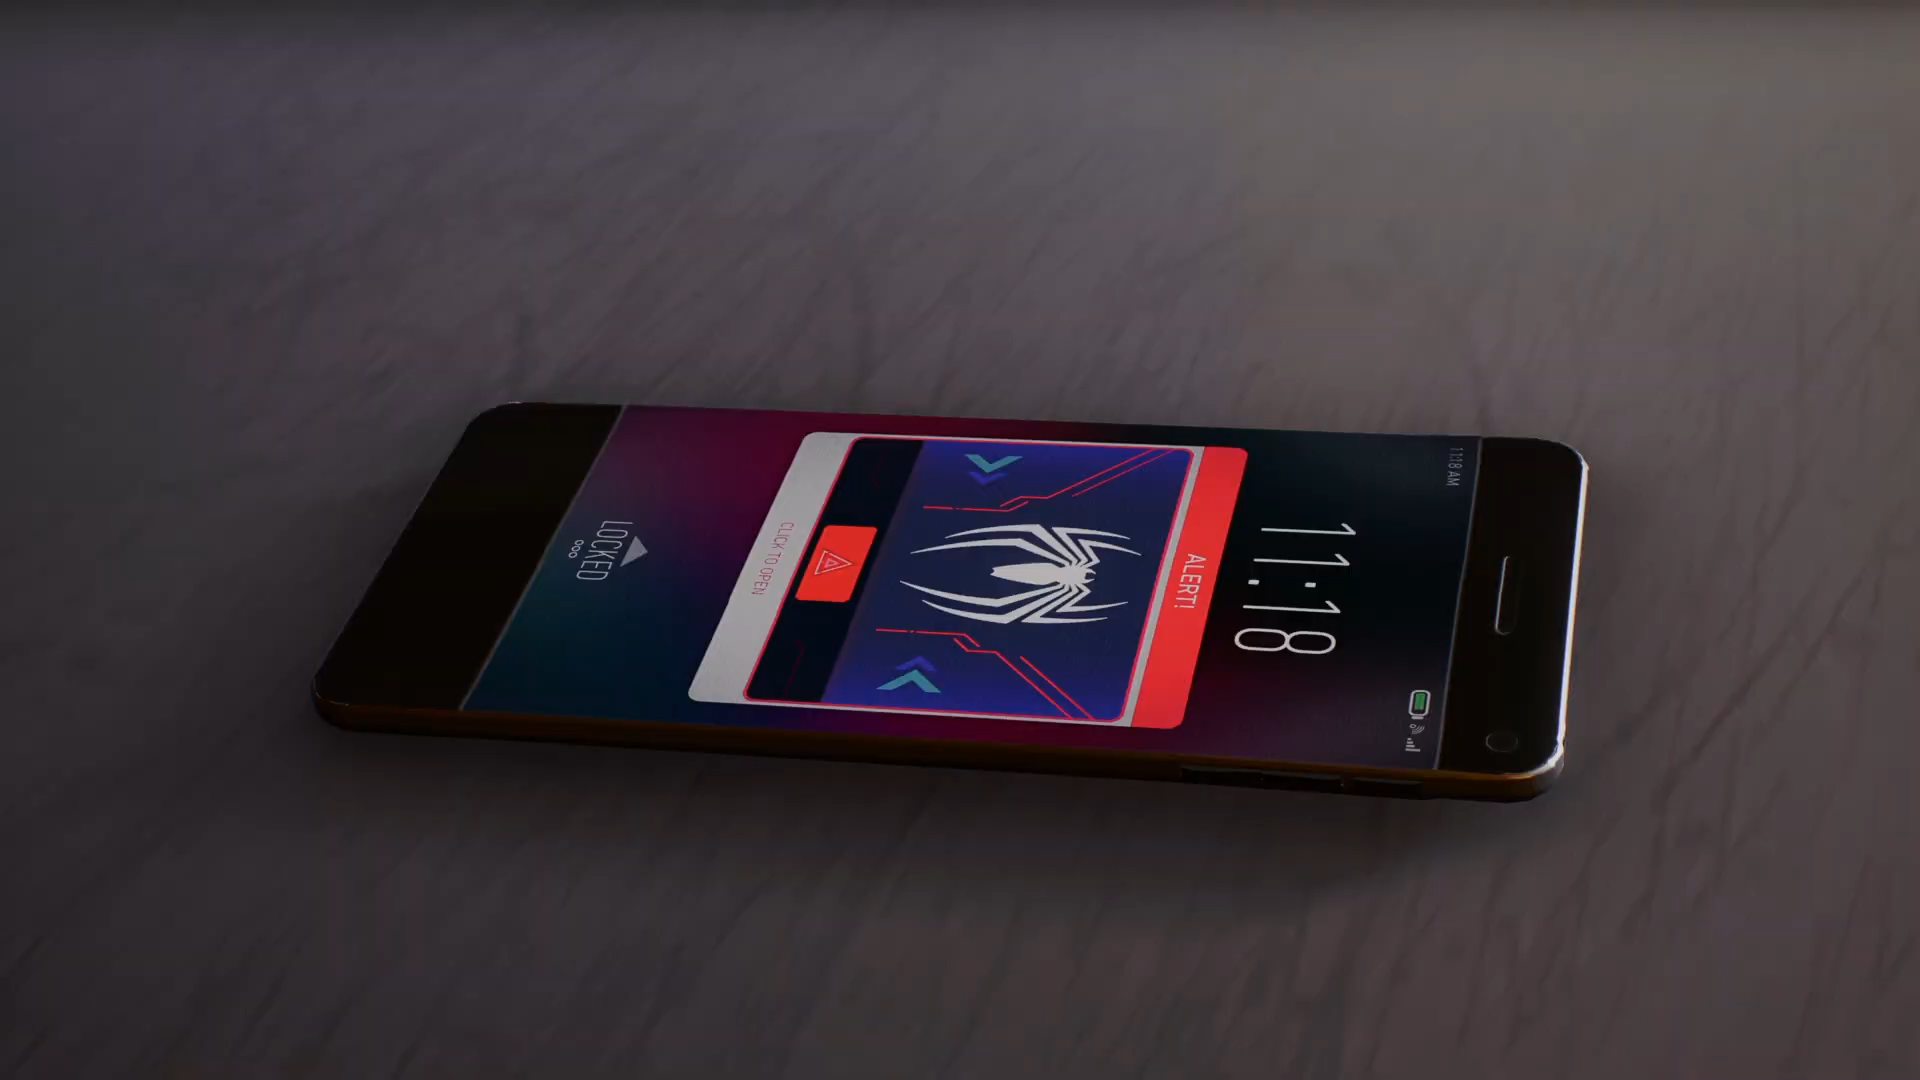 11:18 AM
11:18
ALERT!
CLICK TO OPEN
LOCKED